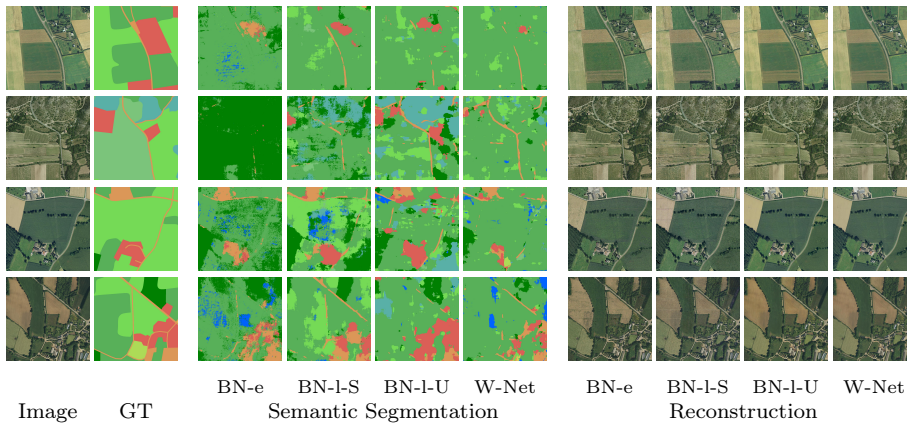 BN-e BN-l-S BN-l-U W-Net BN-e BN-l-S BN-l-U W-Net
Image GT Semantic Segmentation Reconstruction